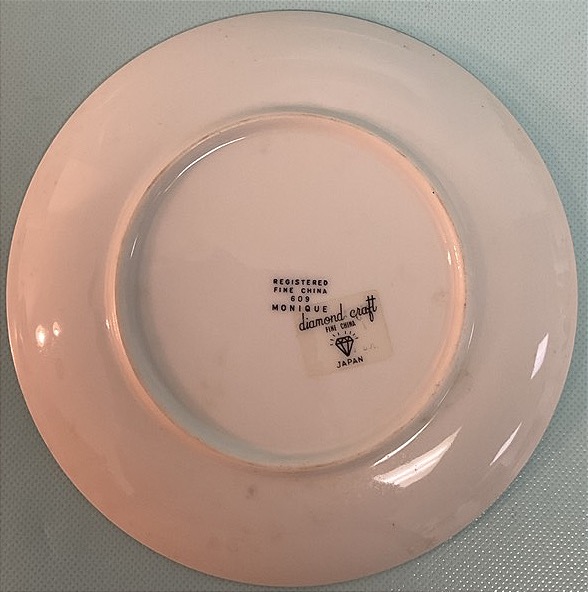 REGISTERED
FINE CHINA
609
MONIQUE
diamond craft
FINE CHINA
JAPAN